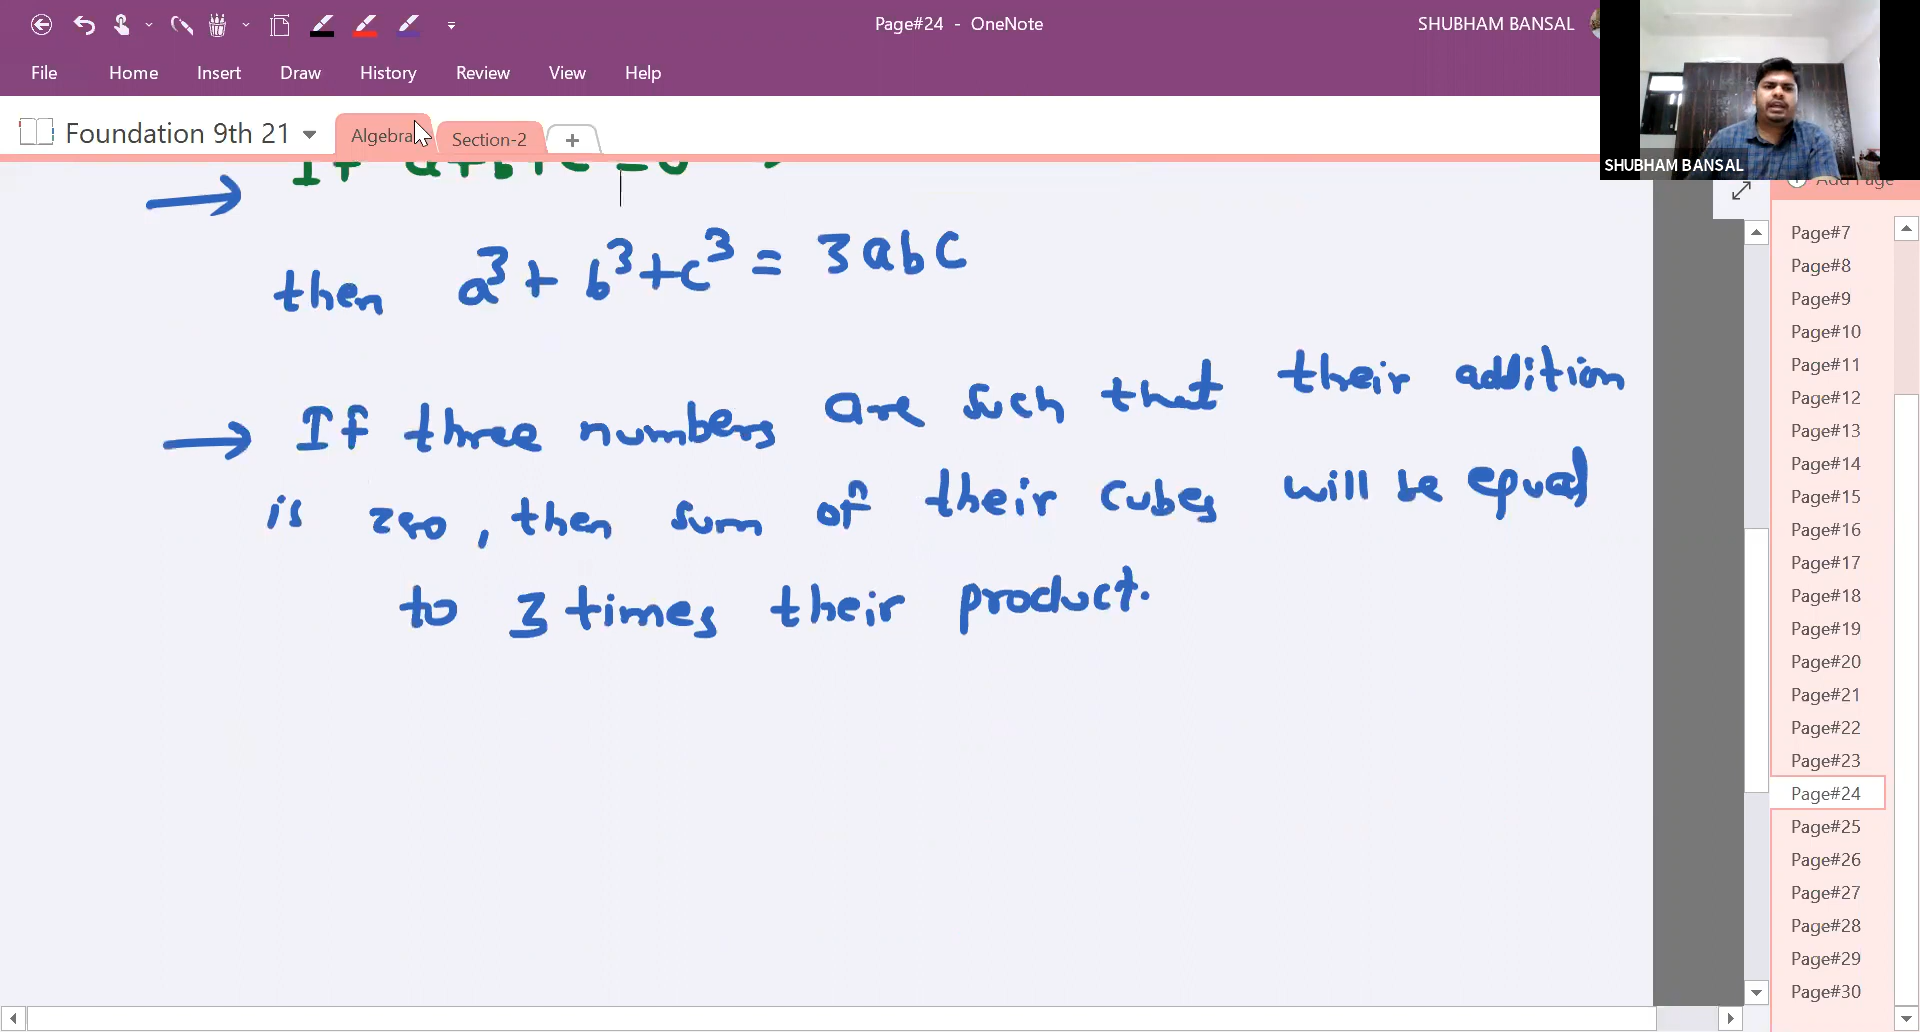 Page#24 - OneNote
SHUBHAM BANSAL
File Home Insert Draw History Review View Help
Foundation 9th 21
Algebra
Section-2
+
SHUBHAM BANSAL
Add Page
If a+b+c=0
then a³+b³+c³=3abc
→ If three numbers are such that their addition
is zero, then sum of their cubes will be equal
to 3 times their product.
Page#7
Page#8
Page#9
Page#10
Page#11
Page#12
Page#13
Page#14
Page#15
Page#16
Page#17
Page#18
Page#19
Page#20
Page#21
Page#22
Page#23
Page#24
Page#25
Page#26
Page#27
Page#28
Page#29
Page#30